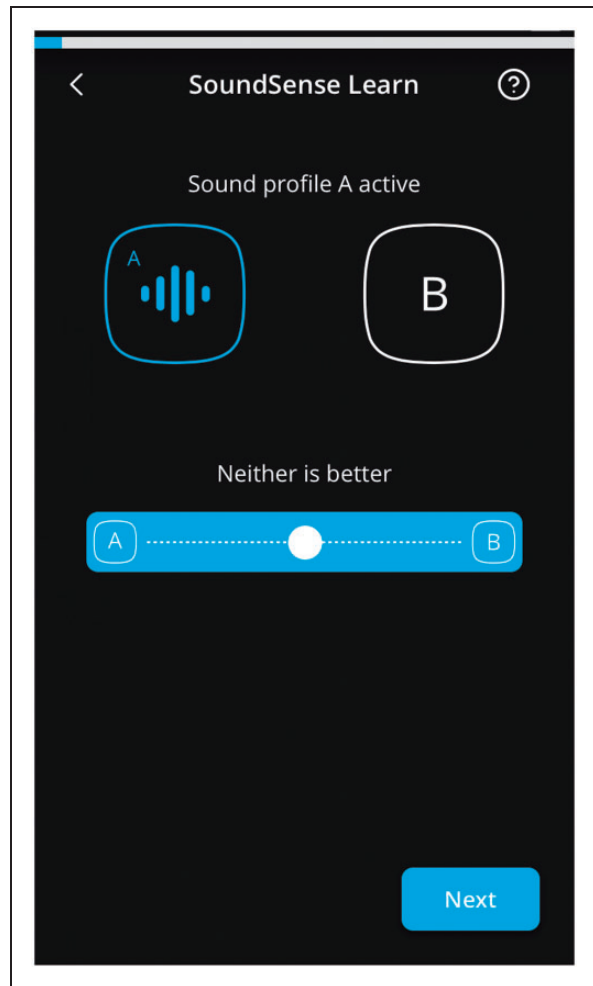 SoundSense Learn ?
Sound profile A active
A
B
Neither is better
A B
Next